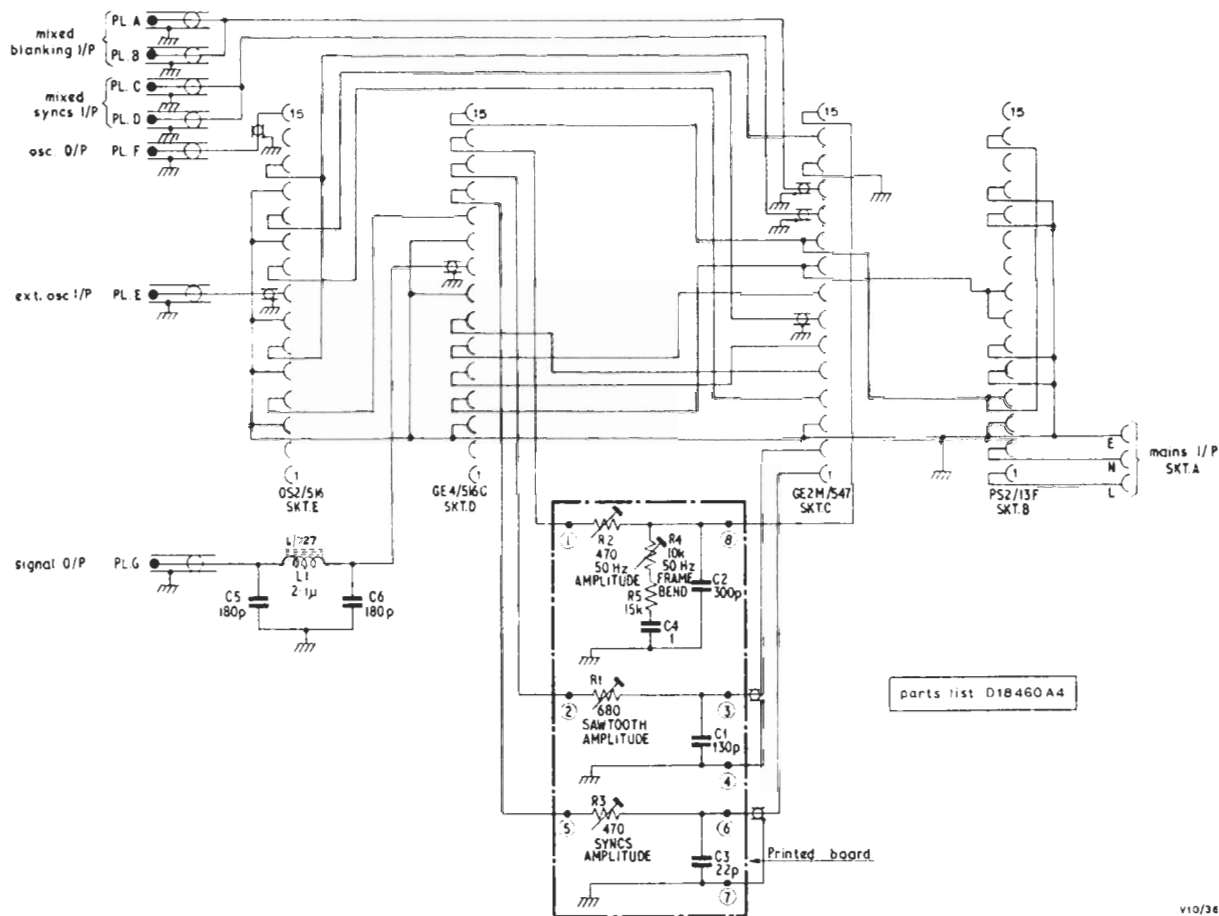 mixed
blanking I/P
PL. A
PL. B
mixed
syncs I/P
PL. C
PL. D
osc. O/P PL. F
ext. osc I/P PL. E
signal O/P PL.G
15
15
15
15
1
1
1
1
OS2/516
SKT.E
GE4/516C
SKT.D
GE2M/547
SKT.C
PS2/13F
SKT.B
E
N
L
mains I/P
SKT.A
L1
2·1µ
C5
180p
C6
180p
1
R2
470
50 Hz
AMPLITUDE
R4
10k
50 Hz
FRAME
BEND
R5
15k
C4
1
C2
300p
8
2
R1
680
SAWTOOTH
AMPLITUDE
C1
130p
3
4
5
R3
470
SYNCS
AMPLITUDE
C3
22p
6
7
Printed board
parts list D18460A4
V10/36